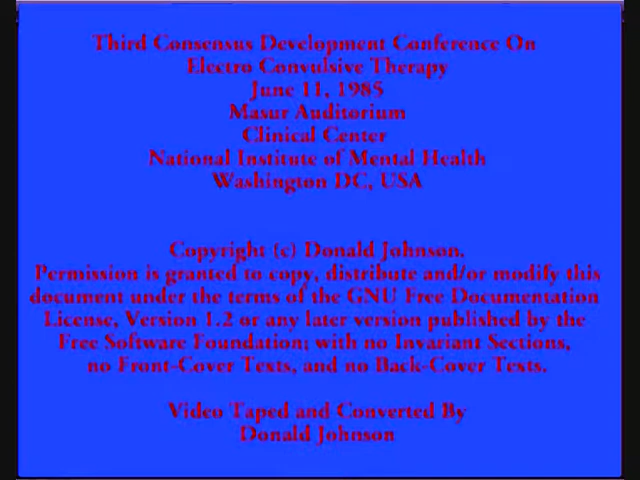 Third Consensus Development Conference On
Electro Convulsive Therapy
June 11, 1985
Masur Auditorium
Clinical Center
National Institute of Mental Health
Washington DC, USA
Copyright (c) Donald Johnson.
Permission is granted to copy, distribute and/or modify this
document under the terms of the GNU Free Documentation
License, Version 1.2 or any later version published by the
Free Software Foundation; with no Invariant Sections,
no Front-Cover Texts, and no Back-Cover Texts.
Video Taped and Converted By
Donald Johnson